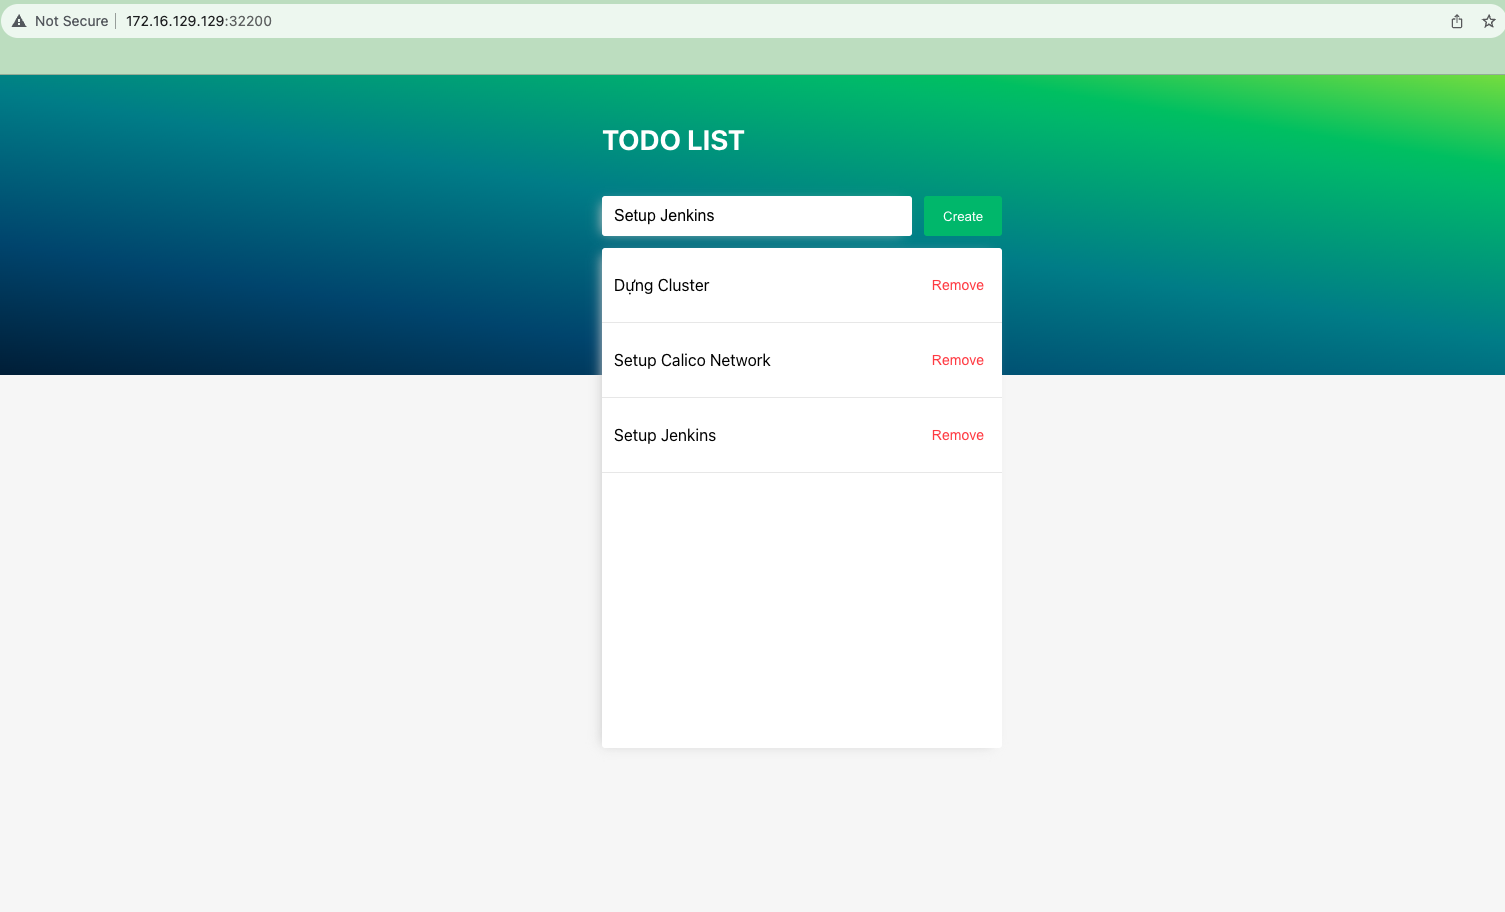 Not Secure 172.16.129.129:32200
TODO LIST
Setup Jenkins Create
Dựng Cluster Remove
Setup Calico Network Remove
Setup Jenkins Remove